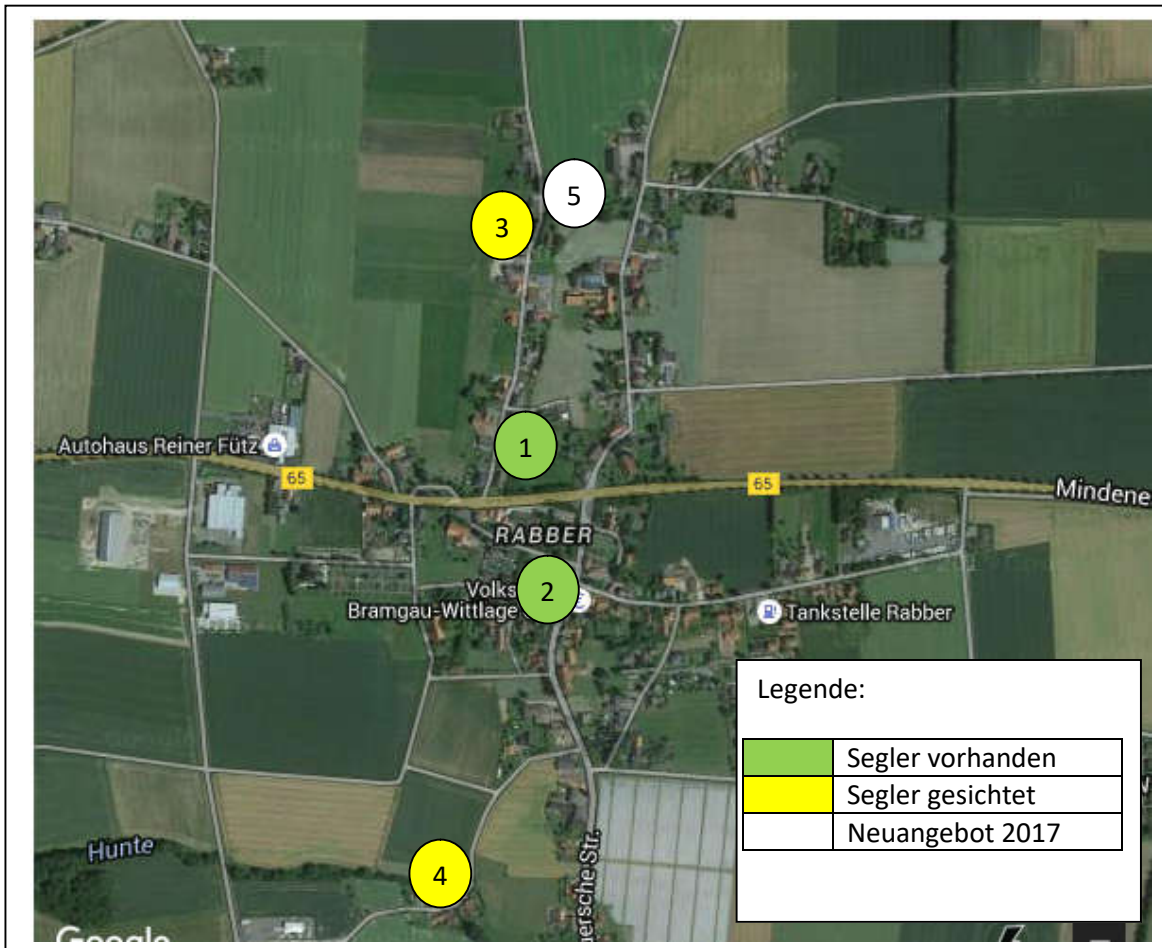 5
3
1
Autohaus Reiner Fütz
65
65
Mindene
RABBER
Volks
2
Bramgau-Wittlage
Tankstelle Rabber
Legende:
Segler vorhanden
Segler gesichtet
Neuangebot 2017
Hunte
4
uersche Str.
Google